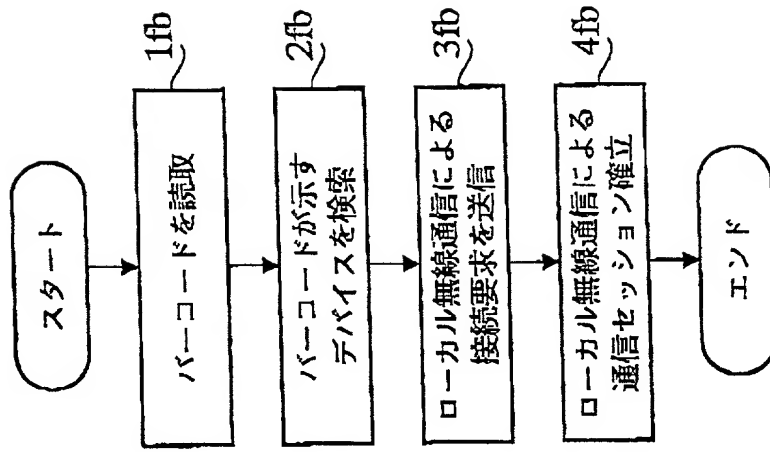 スタート
バーコードを読取
1fb
バーコードが示す
デバイスを検索
2fb
ローカル無線通信による
接続要求を送信
3fb
ローカル無線通信による
通信セッション確立
4fb
エンド